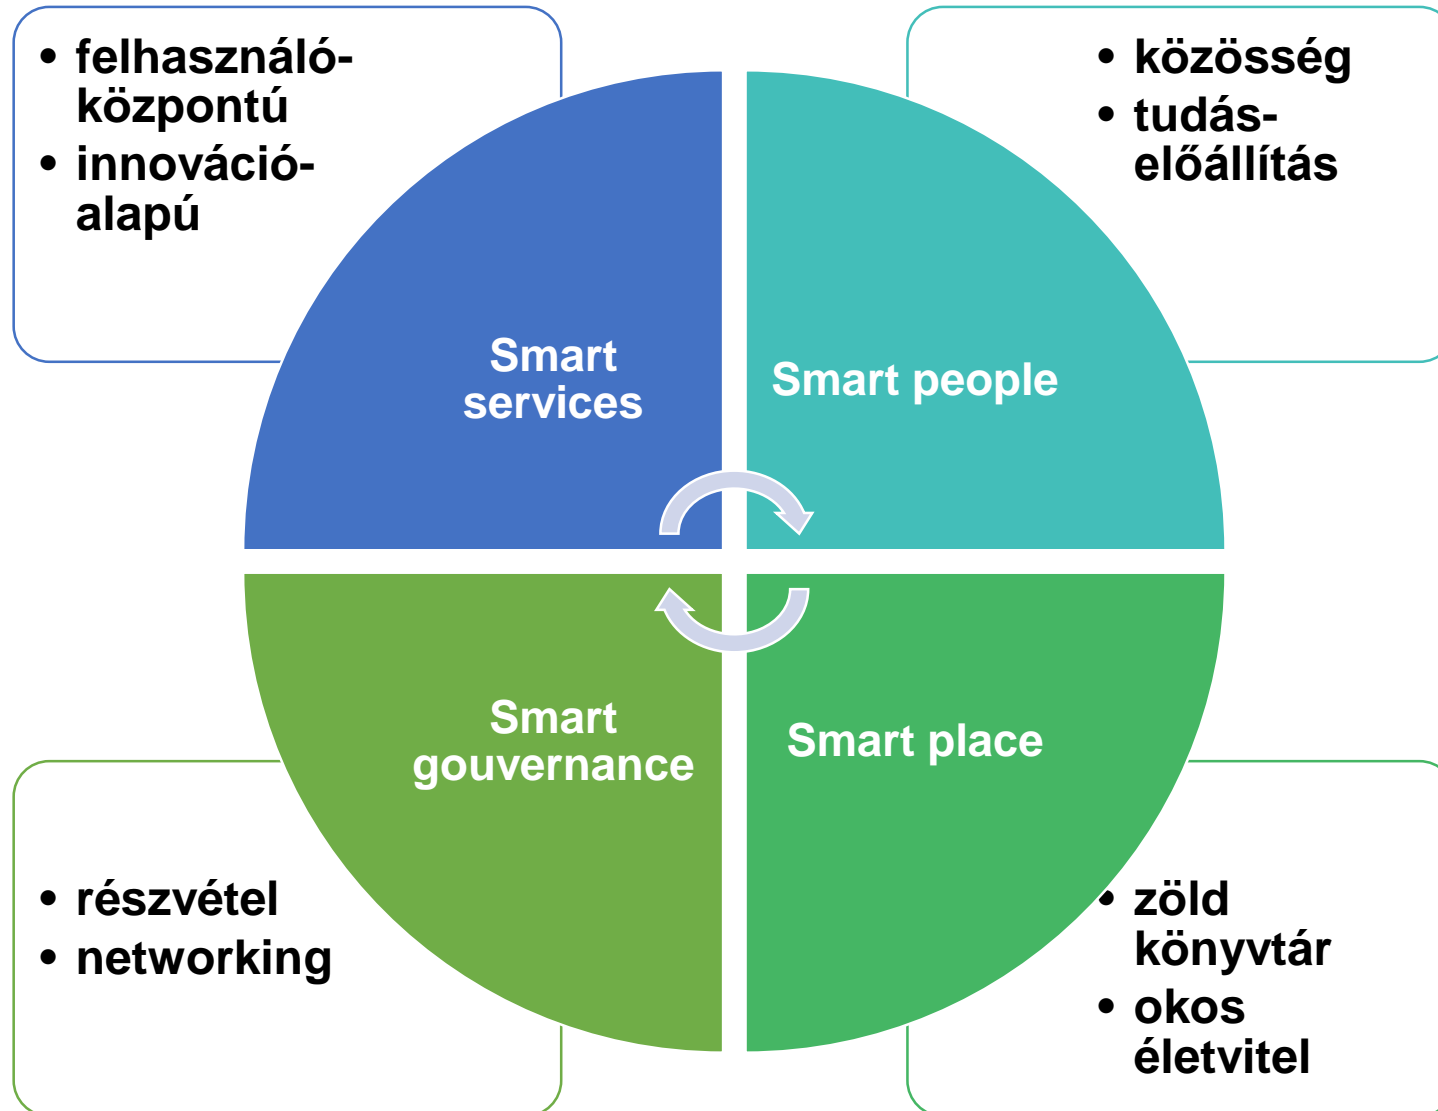 • felhasználó-
központú
• innováció-
alapú
• közösség
• tudás-
előállítás
Smart
services
Smart people
Smart
gouvernance
Smart place
• részvétel
• networking
• zöld
könyvtár
• okos
életvitel